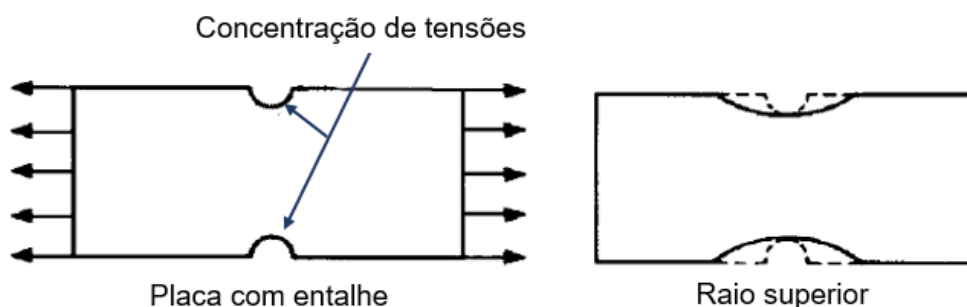 Concentração de tensões
Placa com entalhe
Raio superior